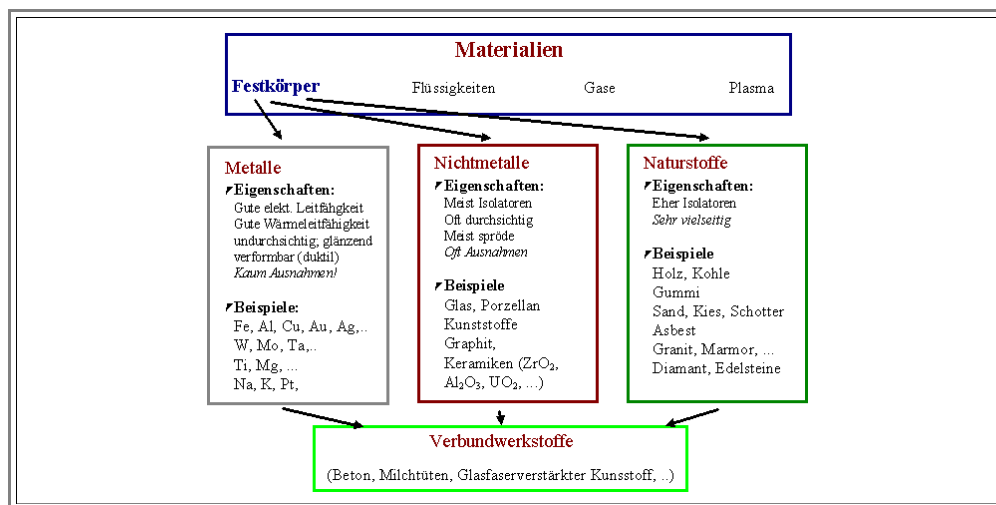 Materialien
Festkörper Flüssigkeiten Gase Plasma
Metalle
Eigenschaften:
Gute elekt. Leitfähgkeit
Gute Wärmeleitfähigkeit
undurchsichtig; glänzend
verformbar (duktil)
Kaum Ausnahmen!
Beispiele:
Fe, Al, Cu, Au, Ag,..
W, Mo, Ta,..
Ti, Mg, ...
Na, K, Pt,
Nichtmetalle
Eigenschaften:
Meist Isolatoren
Oft durchsichtig
Meist spröde
Oft Ausnahmen
Beispiele
Glas, Porzellan
Kunststoffe
Graphit,
Keramiken (ZrO₂,
Al₂O₃, UO₂, ...)
Naturstoffe
Eigenschaften:
Eher Isolatoren
Sehr vielseitig
Beispiele
Holz, Kohle
Gummi
Sand, Kies, Schotter
Asbest
Granit, Marmor, ...
Diamant, Edelsteine
Verbundwerkstoffe
(Beton, Milchtüten, Glasfaserverstärkter Kunsstoff, ..)